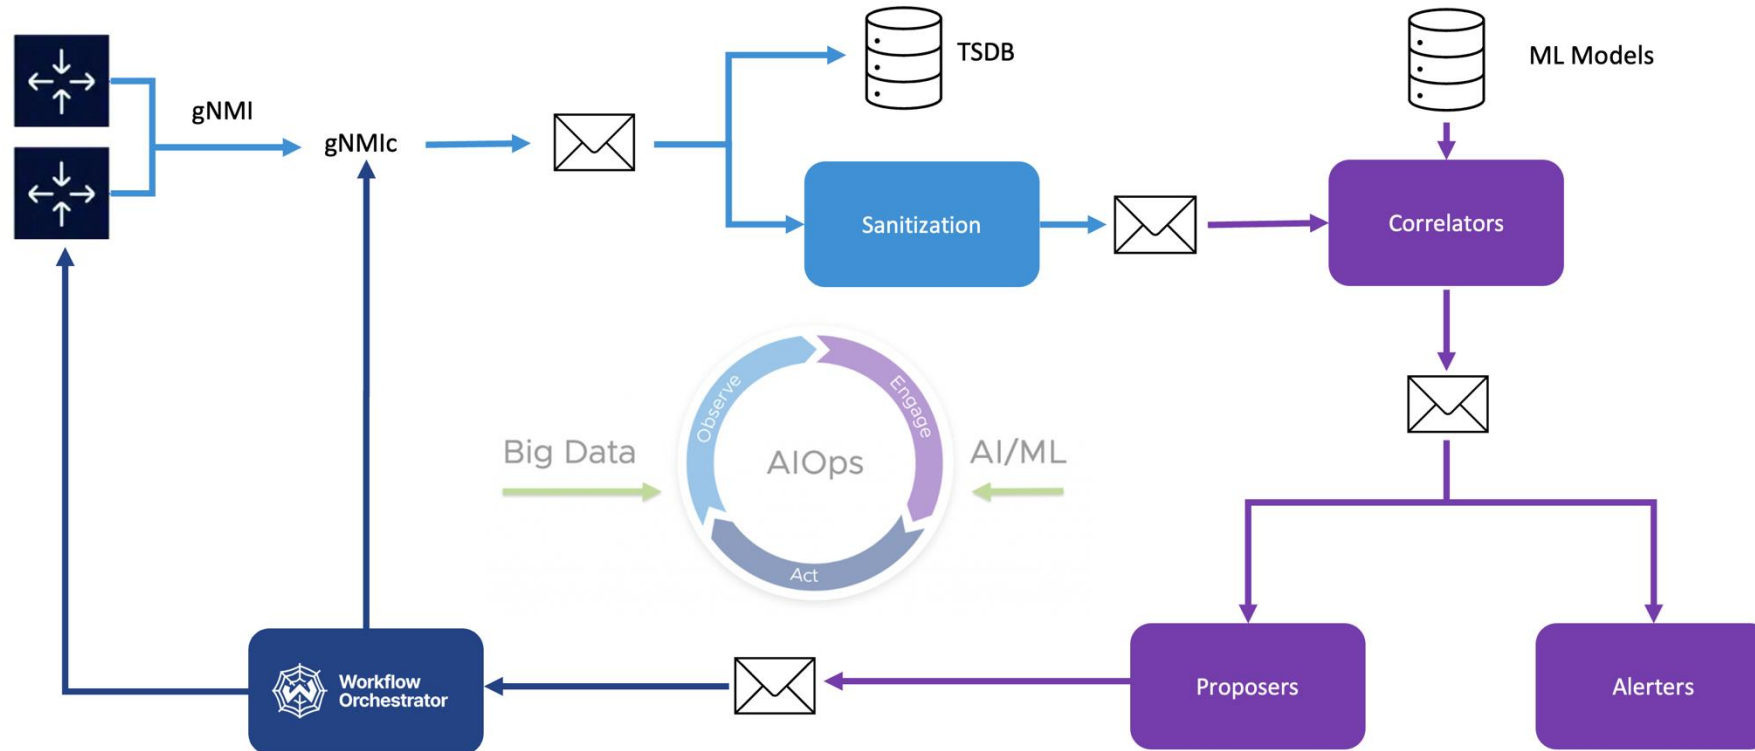 TSDB
ML Models
gNMI
gNMIc
Sanitization
Correlators
Observe
Engage
Big Data
AIOps
AI/ML
Act
Workflow
Orchestrator
Proposers
Alerters